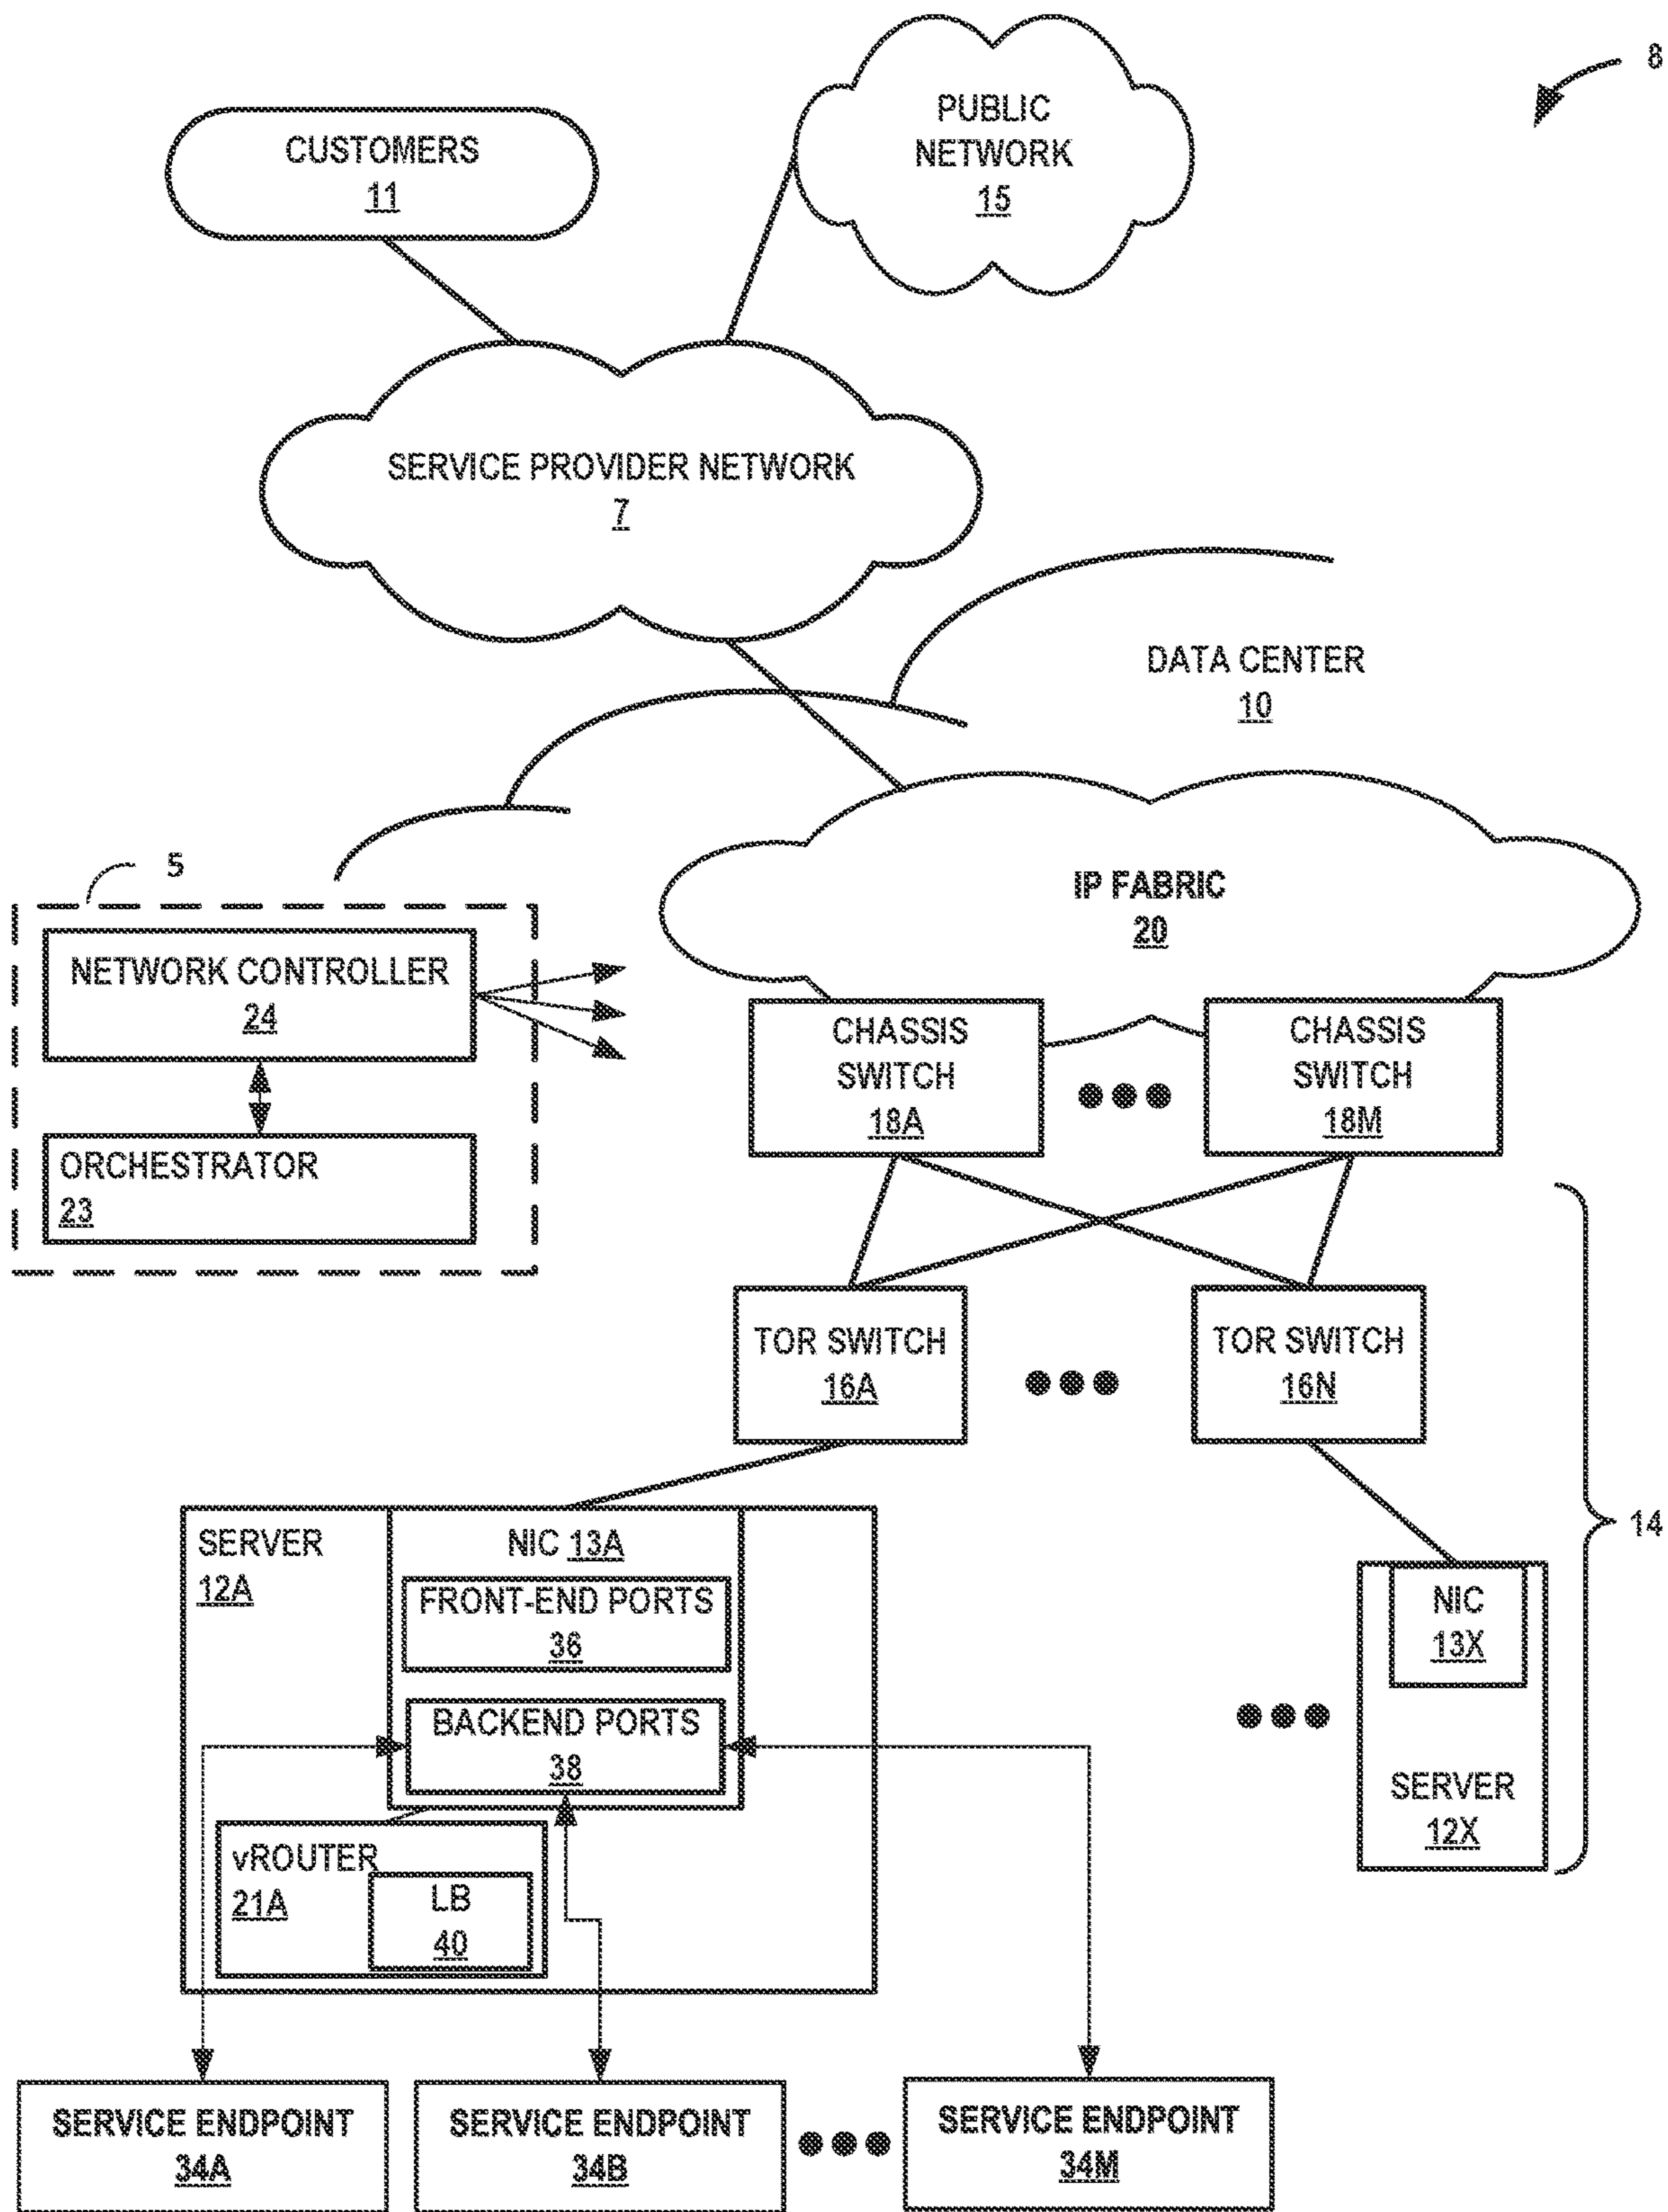 8
PUBLIC
NETWORK
15
CUSTOMERS
11
SERVICE PROVIDER NETWORK
7
DATA CENTER
10
5
IP FABRIC
20
NETWORK CONTROLLER
24
ORCHESTRATOR
23
CHASSIS
SWITCH
18A
CHASSIS
SWITCH
18M
TOR SWITCH
16A
TOR SWITCH
16N
14
SERVER
12A
NIC 13A
FRONT-END PORTS
36
BACKEND PORTS
38
vROUTER
21A
LB
40
NIC
13X
SERVER
12X
SERVICE ENDPOINT
34A
SERVICE ENDPOINT
34B
SERVICE ENDPOINT
34M